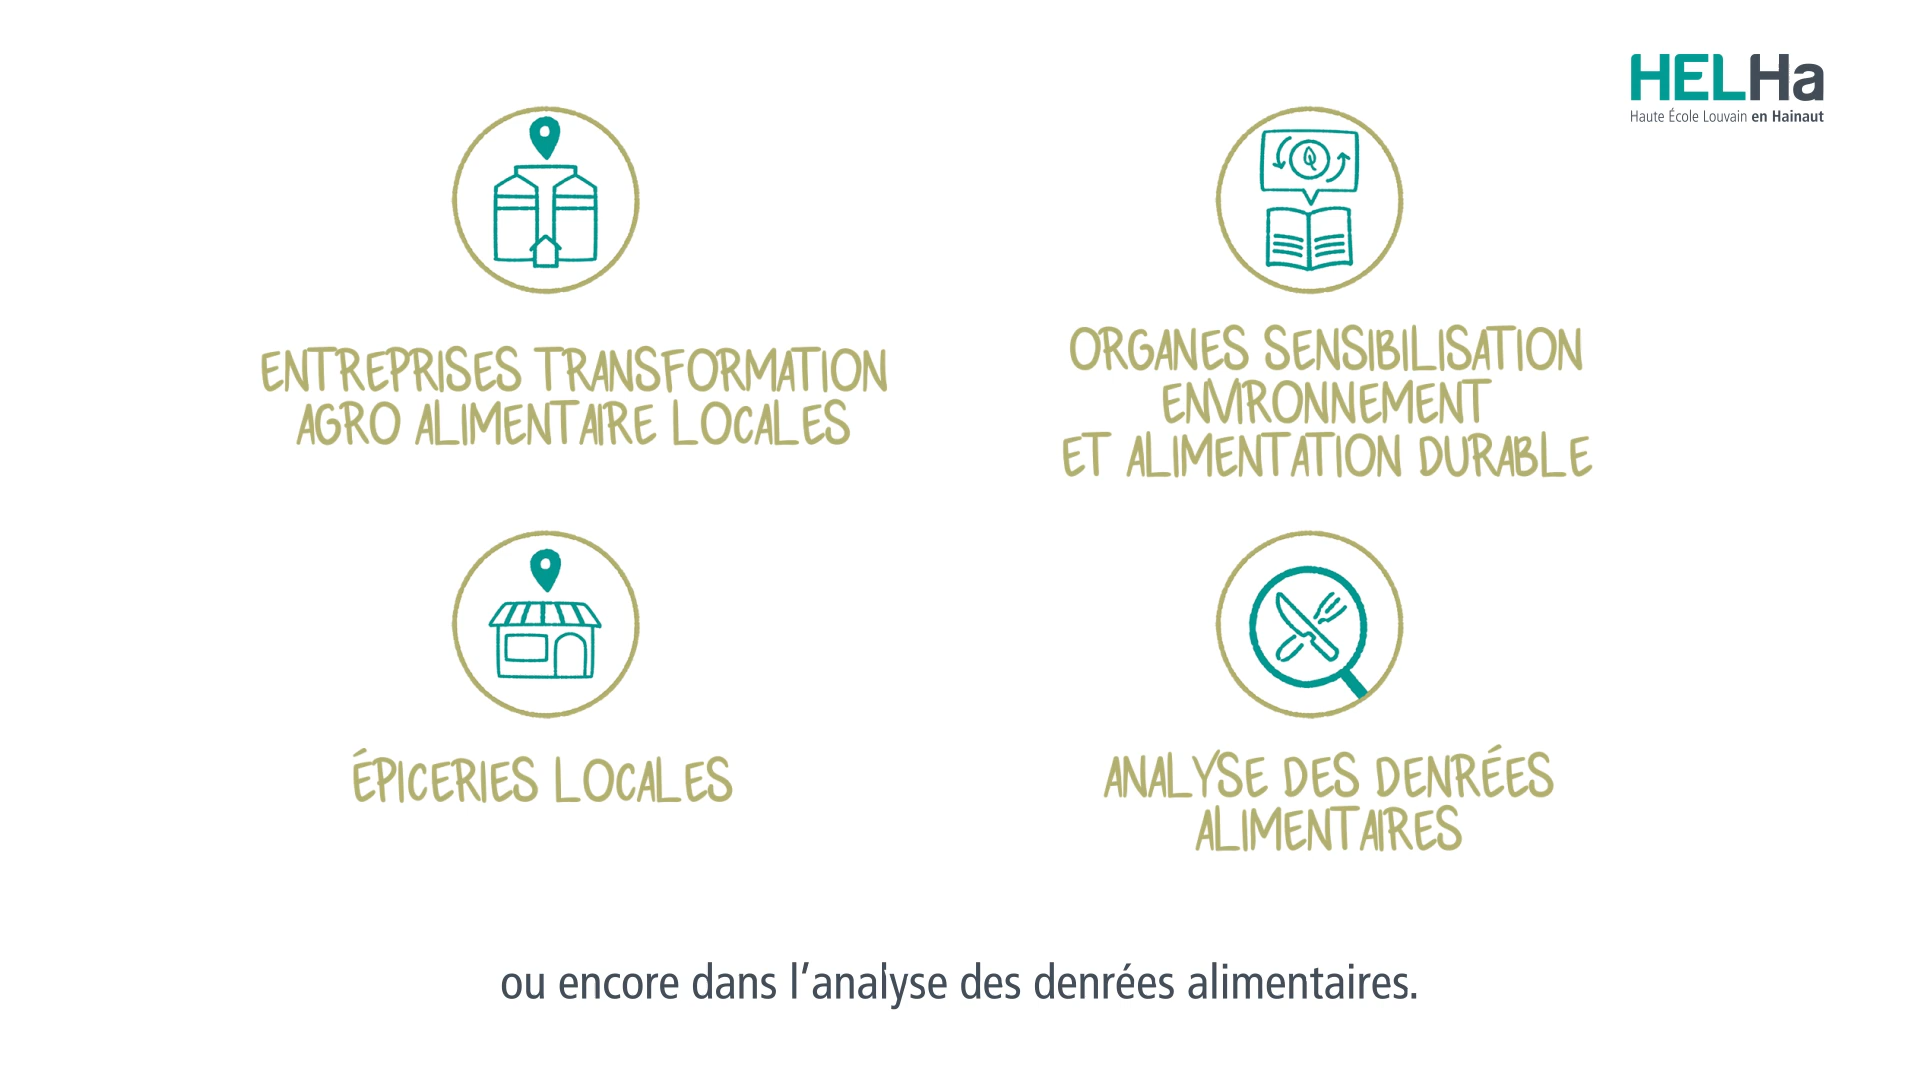 HELHa
Haute École Louvain en Hainaut
ENTREPRISES TRANSFORMATION
AGRO ALIMENTAIRE LOCALES
ORGANES SENSIBILISATION
ENVIRONNEMENT
ET ALIMENTATION DURABLE
ÉPICERIES LOCALES
ANALYSE DES DENRÉES
ALIMENTAIRES
ou encore dans l’analyse des denrées alimentaires.